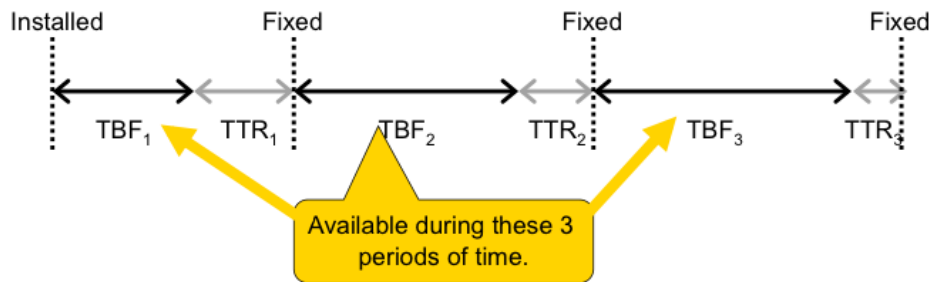 Installed Fixed Fixed Fixed
TBF1 TTR1 TBF2 TTR2 TBF3 TTR3
Available during these 3
periods of time.